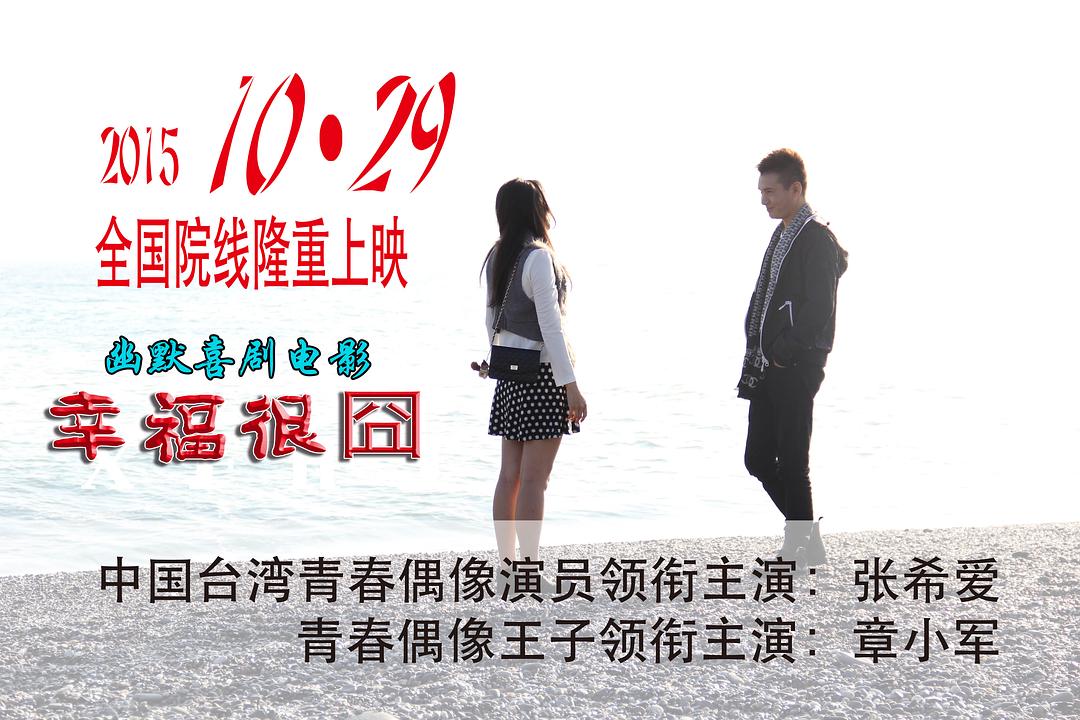 2015 10·29
全国院线隆重上映
幽默喜剧电影
幸福很囧
中国台湾青春偶像演员领衔主演：张希爱
青春偶像王子领衔主演：章小军